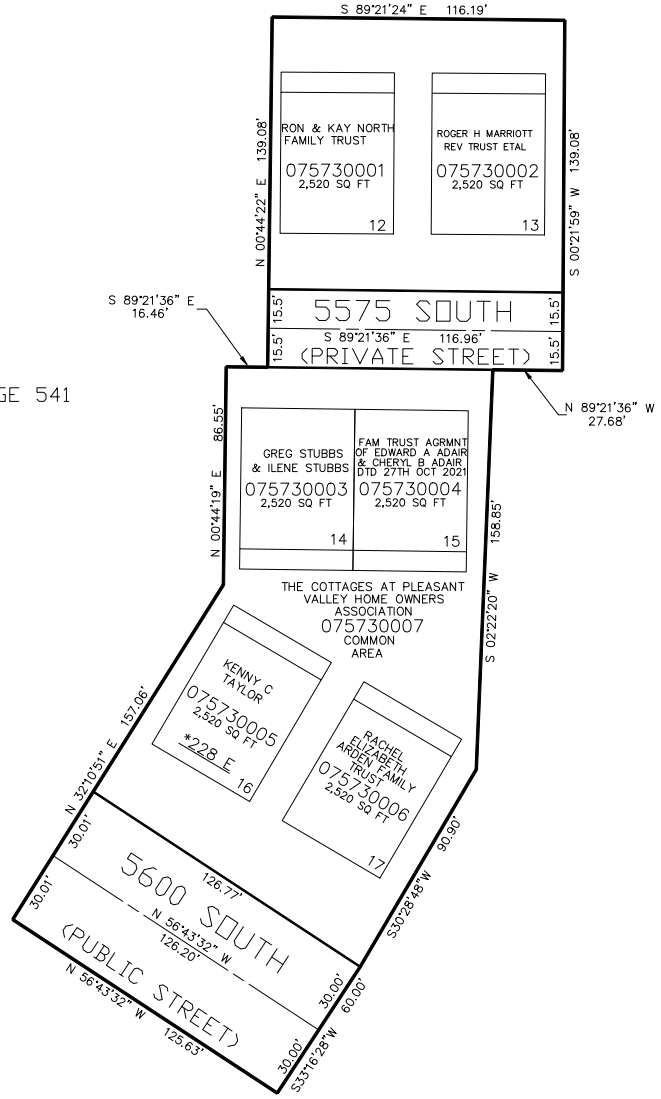 S 89°21'24" E 116.19'
N 00°44'22" E 139.08'
S 00°21'59" W 139.08'
RON & KAY NORTH
FAMILY TRUST
075730001
2,520 SQ FT
12
ROGER H MARRIOTT
REV TRUST ETAL
075730002
2,520 SQ FT
13
S 89°21'36" E
16.46'
15.5'
15.5'
5575 SOUTH
S 89°21'36" E 116.96'
(PRIVATE STREET)
15.5'
15.5'
N 89°21'36" W
27.68'
GE 541
N 00°44'19" E 86.55'
GREG STUBBS
& ILENE STUBBS
075730003
2,520 SQ FT
14
FAM TRUST AGRMNT
OF EDWARD A ADAIR
& CHERYL B ADAIR
DTD 27TH OCT 2021
075730004
2,520 SQ FT
15
S 02°22'20" W 158.85'
THE COTTAGES AT PLEASANT
VALLEY HOME OWNERS
ASSOCIATION
075730007
COMMON
AREA
N 32°10'51" E 157.06'
KENNY C
TAYLOR
075730005
2,520 SQ FT
*228 E
16
RACHEL
ELIZABETH
ARDEN FAMILY
TRUST
075730006
2,520 SQ FT
17
S30°28'48"W 90.90'
30.01'
30.01'
126.77'
5600 SOUTH
N 56°43'32" W
126.20'
(PUBLIC STREET)
N 56°43'32" W 125.63'
30.00'
30.00'
S33°16'28"W 60.00'